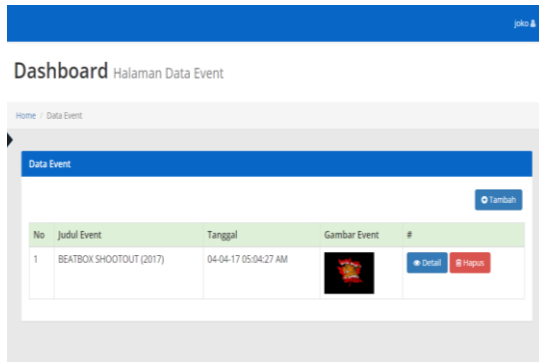 joko
Dashboard Halaman Data Event
Home / Data Event
Data Event
Tambah
No Judul Event Tanggal Gambar Event #
1 BEATBOX SHOOTOUT (2017) 04-04-17 05:04:27 AM Detail Hapus